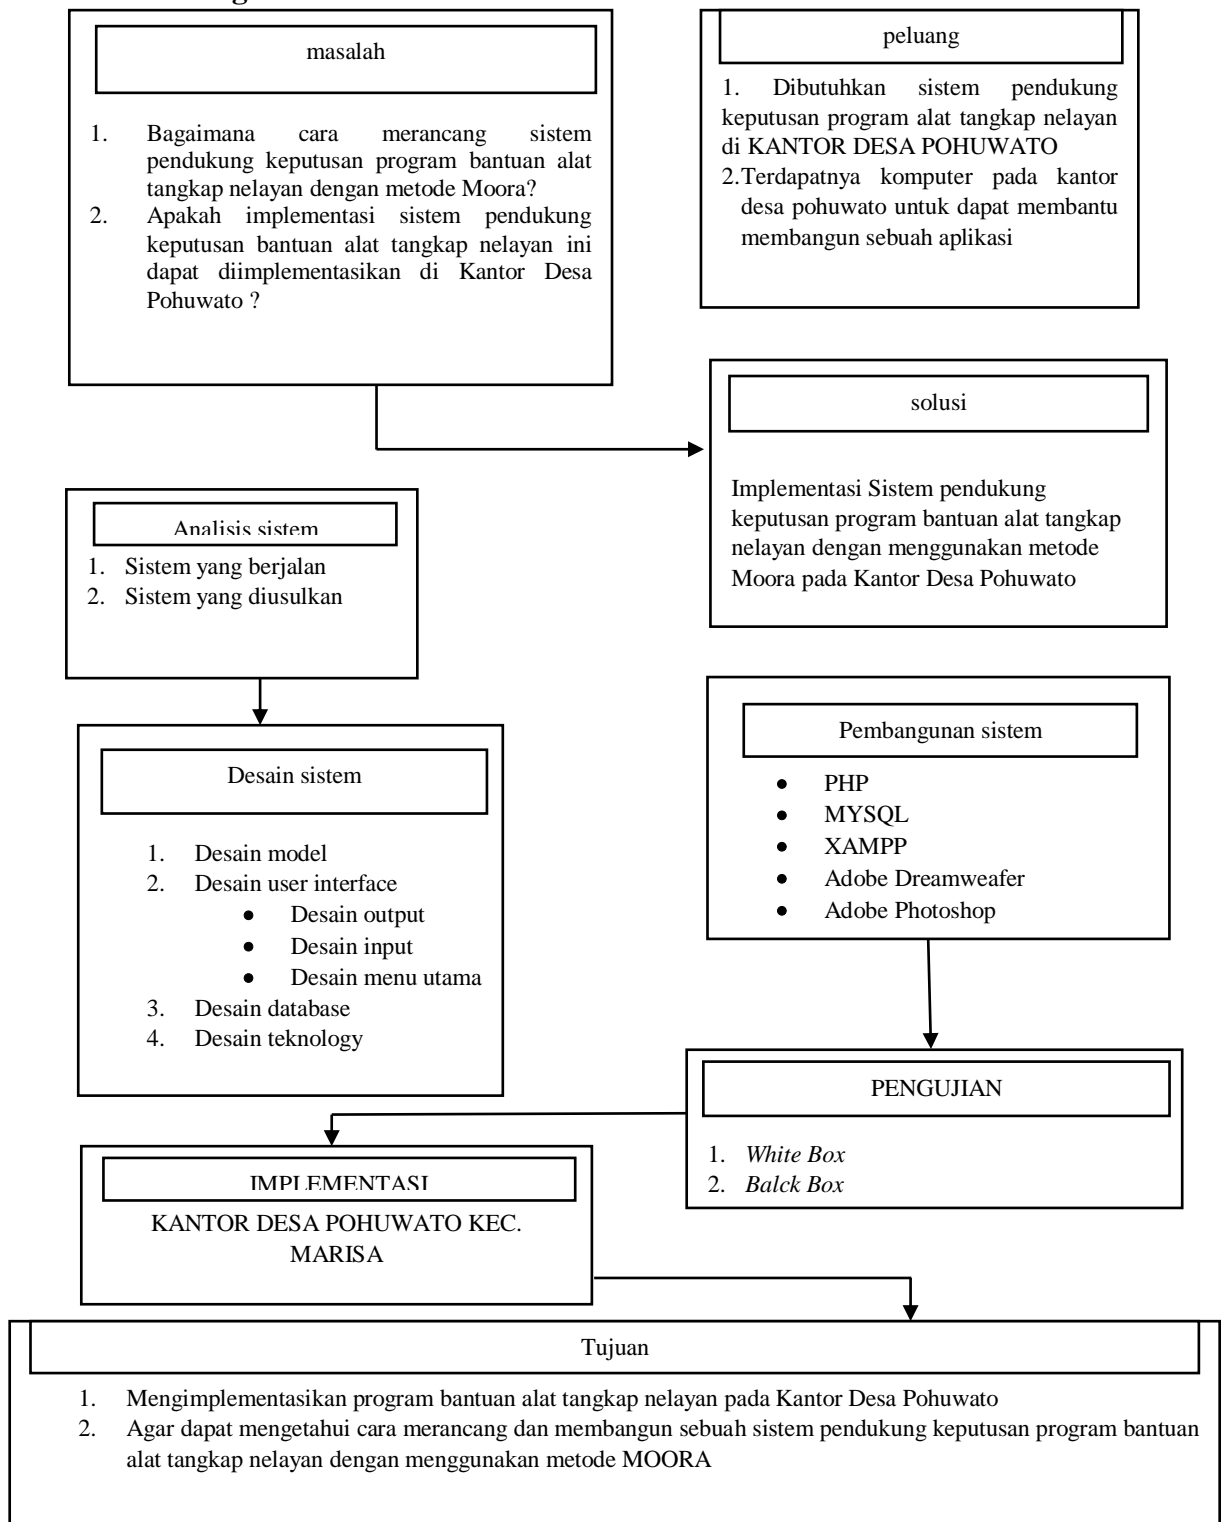 masalah
1. Bagaimana cara merancang sistem
pendukung keputusan program bantuan alat
tangkap nelayan dengan metode Moora?
2. Apakah implementasi sistem pendukung
keputusan bantuan alat tangkap nelayan ini
dapat diimplementasikan di Kantor Desa
Pohuwato ?
peluang
1. Dibutuhkan sistem pendukung
keputusan program alat tangkap nelayan
di KANTOR DESA POHUWATO
2.Terdapatnya komputer pada kantor
desa pohuwato untuk dapat membantu
membangun sebuah aplikasi
solusi
Implementasi Sistem pendukung
keputusan program bantuan alat tangkap
nelayan dengan menggunakan metode
Moora pada Kantor Desa Pohuwato
Analisis sistem
1. Sistem yang berjalan
2. Sistem yang diusulkan
Desain sistem
1. Desain model
2. Desain user interface
● Desain output
● Desain input
● Desain menu utama
3. Desain database
4. Desain teknology
Pembangunan sistem
● PHP
● MYSQL
● XAMPP
● Adobe Dreamweafer
● Adobe Photoshop
PENGUJIAN
1. White Box
2. Balck Box
IMPLEMENTASI
KANTOR DESA POHUWATO KEC.
MARISA
Tujuan
1. Mengimplementasikan program bantuan alat tangkap nelayan pada Kantor Desa Pohuwato
2. Agar dapat mengetahui cara merancang dan membangun sebuah sistem pendukung keputusan program bantuan
alat tangkap nelayan dengan menggunakan metode MOORA